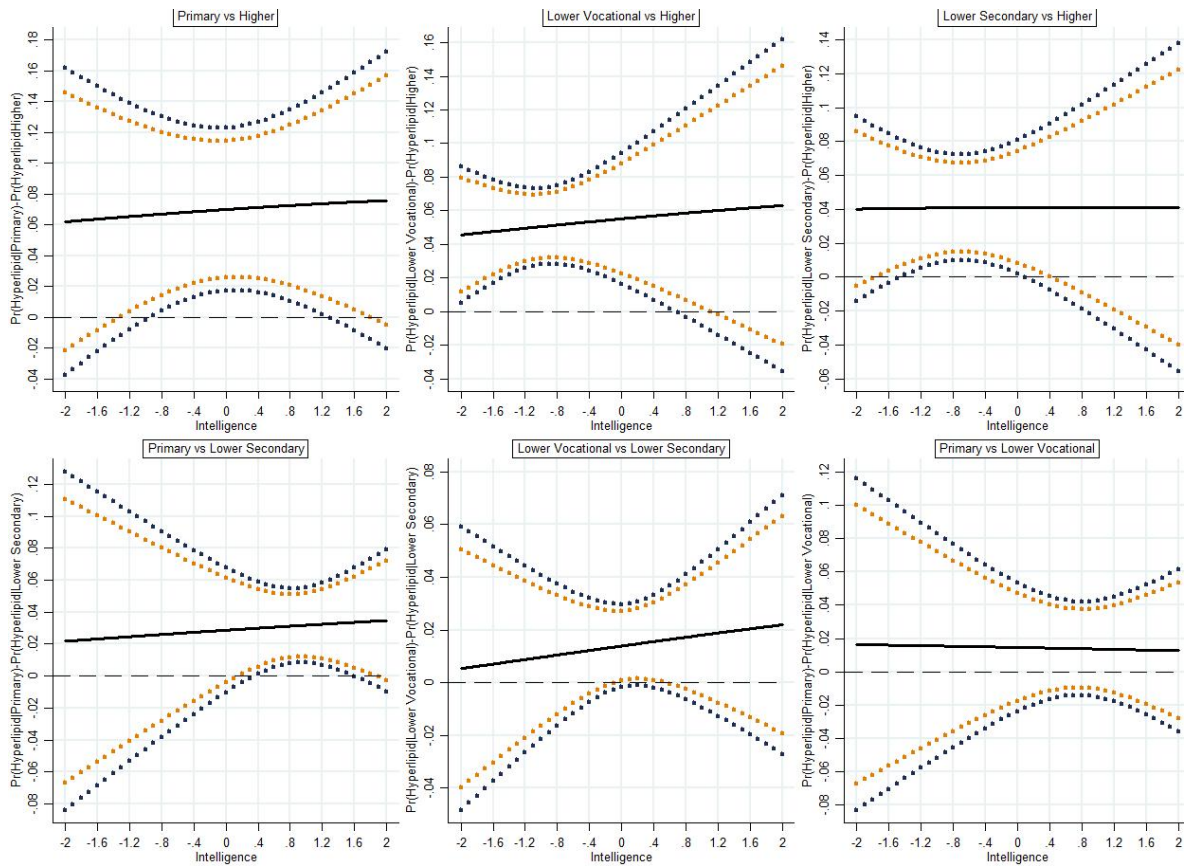 Primary vs Higher
Pr(Hyperlipid|Primary)-Pr(Hyperlipid|Higher)
.18
.16
.14
.12
.1
.08
.06
.04
.02
0
-.02
-.04
-2 -1.6 -1.2 -.8 -.4 0 .4 .8 1.2 1.6 2
Intelligence
Lower Vocational vs Higher
Pr(Hyperlipid|Lower Vocational)-Pr(Hyperlipid|Higher)
.16
.14
.12
.1
.08
.06
.04
.02
0
-.02
-.04
-2 -1.6 -1.2 -.8 -.4 0 .4 .8 1.2 1.6 2
Intelligence
Lower Secondary vs Higher
Pr(Hyperlipid|Lower Secondary)-Pr(Hyperlipid|Higher)
.14
.12
.1
.08
.06
.04
.02
0
-.02
-.04
-.06
-2 -1.6 -1.2 -.8 -.4 0 .4 .8 1.2 1.6 2
Intelligence
Primary vs Lower Secondary
Pr(Hyperlipid|Primary)-Pr(Hyperlipid|Lower Secondary)
.12
.1
.08
.06
.04
.02
0
-.02
-.04
-.06
-.08
-2 -1.6 -1.2 -.8 -.4 0 .4 .8 1.2 1.6 2
Intelligence
Lower Vocational vs Lower Secondary
Pr(Hyperlipid|Lower Vocational)-Pr(Hyperlipid|Lower Secondary)
.08
.06
.04
.02
0
-.02
-.04
-2 -1.6 -1.2 -.8 -.4 0 .4 .8 1.2 1.6 2
Intelligence
Primary vs Lower Vocational
Pr(Hyperlipid|Primary)-Pr(Hyperlipid|Lower Vocational)
.12
.1
.08
.06
.04
.02
0
-.02
-.04
-.06
-.08
-2 -1.6 -1.2 -.8 -.4 0 .4 .8 1.2 1.6 2
Intelligence